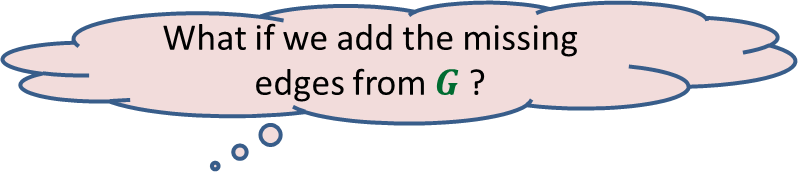 What if we add the missing
edges from G ?